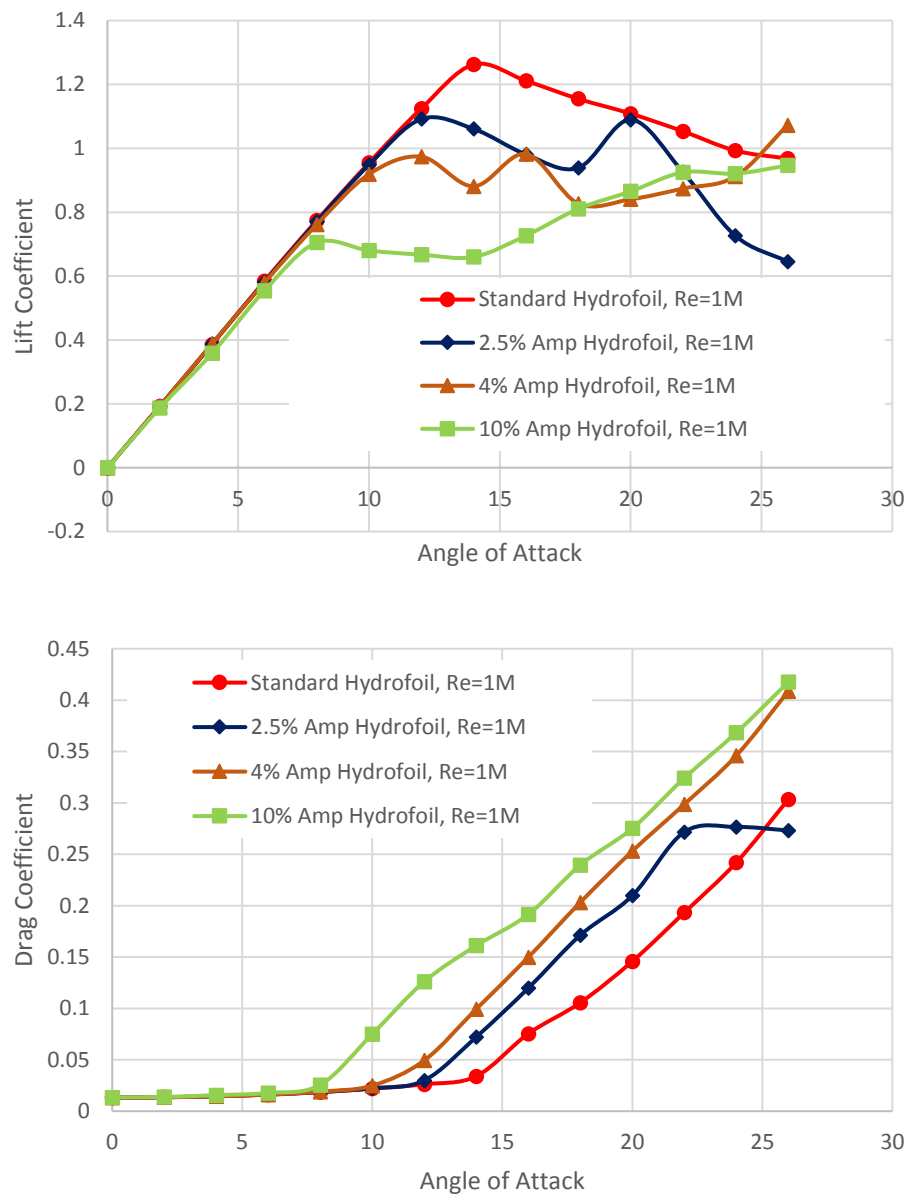 1.4
1.2
1
0.8
0.6
0.4
0.2
0
-0.2
0 5 10 15 20 25 30
Lift Coefficient
Angle of Attack
Standard Hydrofoil, Re=1M
2.5% Amp Hydrofoil, Re=1M
4% Amp Hydrofoil, Re=1M
10% Amp Hydrofoil, Re=1M
0.45
0.4
0.35
0.3
0.25
0.2
0.15
0.1
0.05
0
0 5 10 15 20 25 30
Drag Coefficient
Angle of Attack
Standard Hydrofoil, Re=1M
2.5% Amp Hydrofoil, Re=1M
4% Amp Hydrofoil, Re=1M
10% Amp Hydrofoil, Re=1M